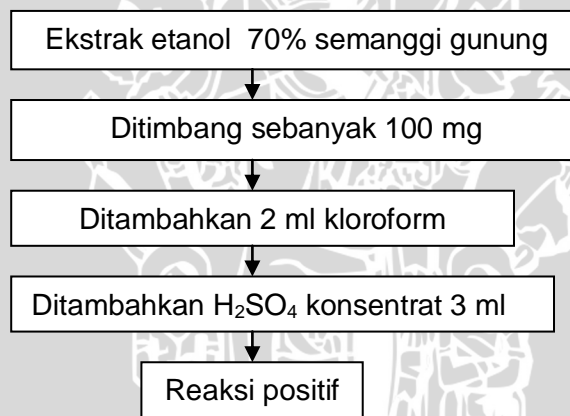 Ekstrak etanol 70% semanggi gunung
Ditimbang sebanyak 100 mg
Ditambahkan 2 ml kloroform
Ditambahkan H₂SO₄ konsentrat 3 ml
Reaksi positif